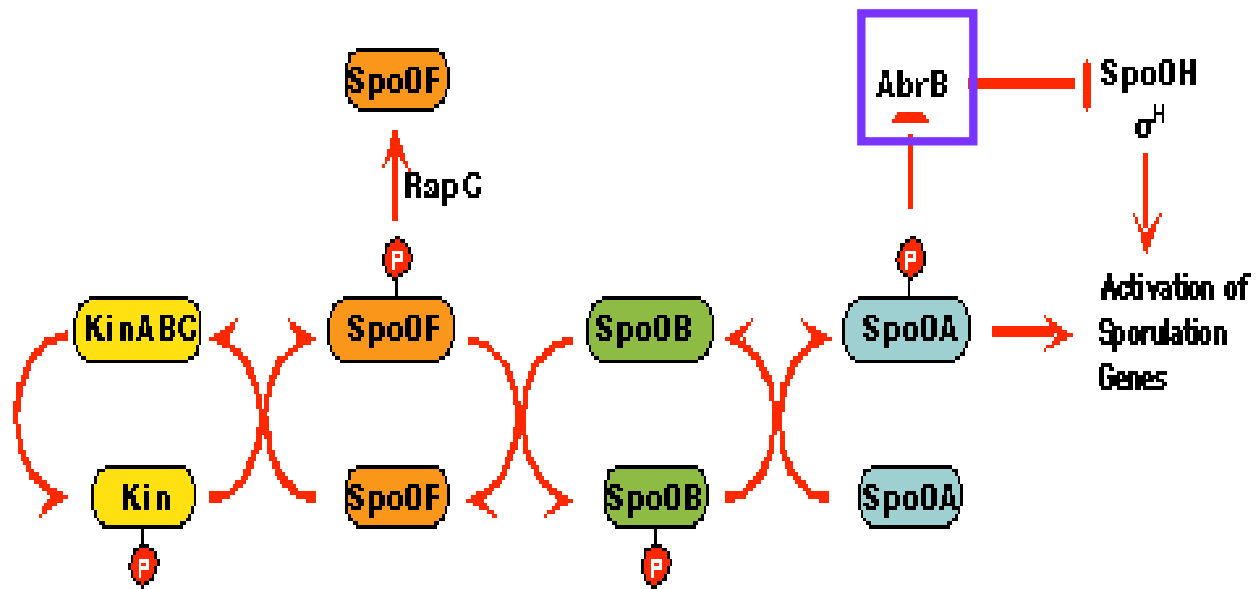 Spo0F
AbrB
Spo0H
σH
RapC
P
P
KinABC
Spo0F
Spo0B
Spo0A
Activation of
Sporulation
Genes
Kin
Spo0F
Spo0B
Spo0A
P
P